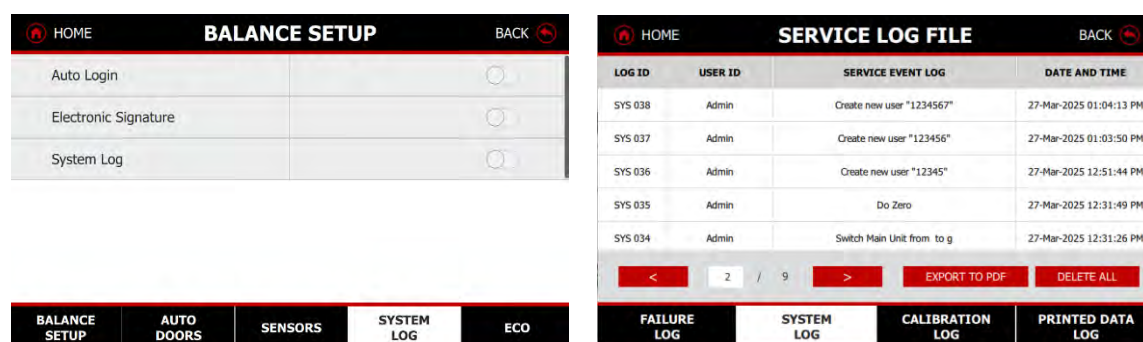 HOME BALANCE SETUP BACK
Auto Login
Electronic Signature
System Log
BALANCE SETUP AUTO DOORS SENSORS SYSTEM LOG ECO
HOME SERVICE LOG FILE BACK
LOG ID USER ID SERVICE EVENT LOG DATE AND TIME
SYS 038 Admin Create new user "1234567" 27-Mar-2025 01:04:13 PM
SYS 037 Admin Create new user "123456" 27-Mar-2025 01:03:50 PM
SYS 036 Admin Create new user "12345" 27-Mar-2025 12:51:44 PM
SYS 035 Admin Do Zero 27-Mar-2025 12:31:49 PM
SYS 034 Admin Switch Main Unit from to g 27-Mar-2025 12:31:26 PM
< 2 / 9 > EXPORT TO PDF DELETE ALL
FAILURE LOG SYSTEM LOG CALIBRATION LOG PRINTED DATA LOG